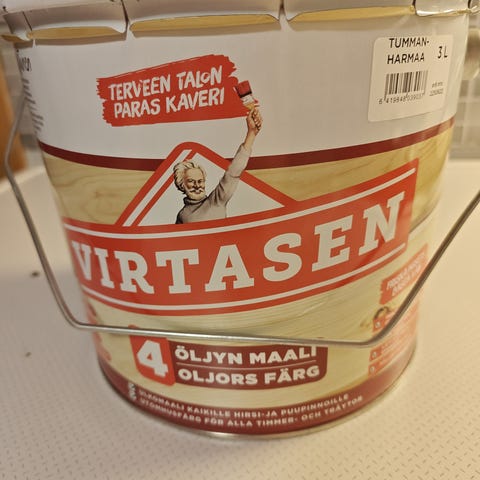 TERVEEN TALON
PARAS KAVERI
TUMMAN-
HARMAA
3 L
VIRTASEN
4
ÖLJYN MAALI
OLJORS FÄRG
ULKOMAALI KAIKILLE HIRSI-JA PUUPINNOILLE
UTOMHUSFÄRG FÖR ALLA TIMMER- OCH TRÄYTOR